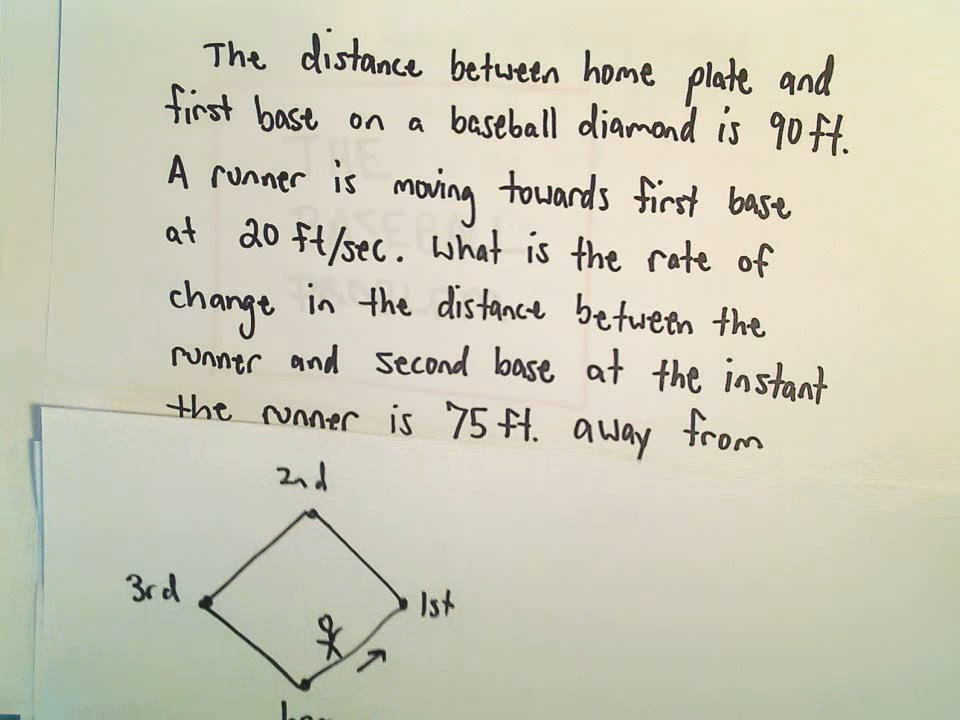 The distance between home plate and
first base on a baseball diamond is 90 ft.
A runner is moving towards first base
at 20 ft/sec. What is the rate of
change in the distance between the
runner and second base at the instant
the runner is 75 ft. away from
2nd
3rd
1st